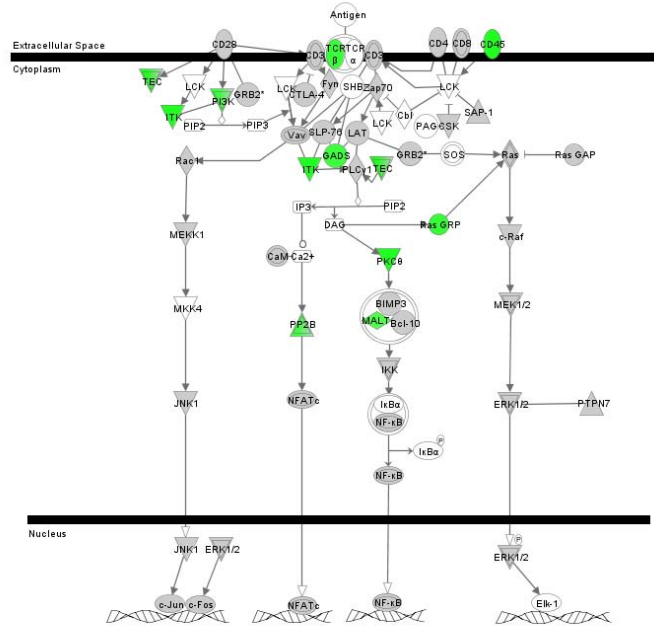 Antigen
Extracellular Space
CD28
CD3
TCR
β
TCR
α
CD3
CD4
CD8
CD45
Cytoplasm
TEC
LCK
PI3K
GRB2*
LCK
CTLA-4
Fyn
SHB
Zap70
LCK
Cbl
LCK
SAP-1
ITK
PIP2
PIP3
PAG
CSK
Vav
SLP-76
LAT
Rac1
ITK
GADS
PLCγ1
TEC
GRB2*
SOS
Ras
Ras GAP
IP3
PIP2
DAG
Ras GRP
MEKK1
CaM
Ca2+
PKCθ
c-Raf
MKK4
PP2B
BIMP3
MALT
Bcl-10
MEK1/2
IKK
JNK1
NFATc
IκBα
NF-κB
ERK1/2
PTPN7
P
IκBα
NF-κB
Nucleus
JNK1
ERK1/2
P
ERK1/2
c-Jun
c-Fos
NFATc
NF-κB
Elk-1